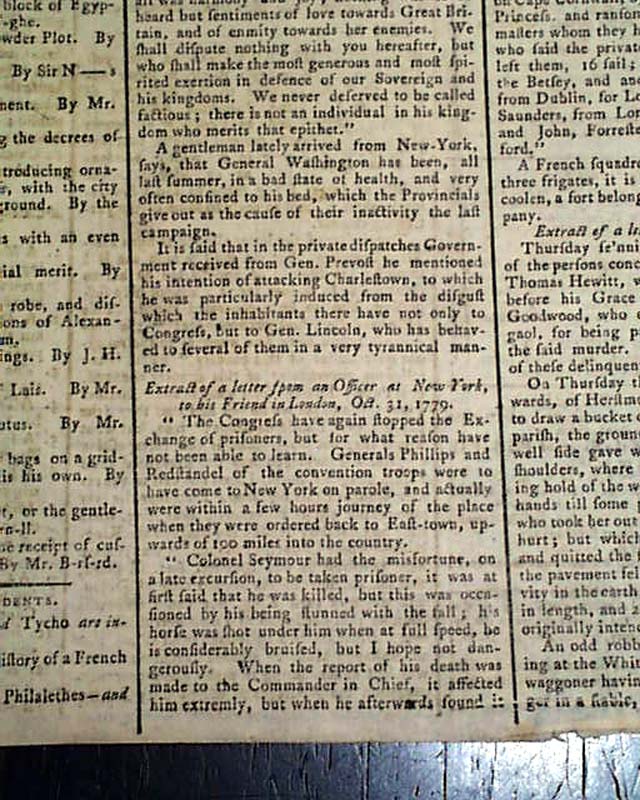 block of Egyp-
ſ-ghe.
wder Plot. By
By Sir N — s
ment. By Mr.
g the decrees of
troducing orna-
s, with the city
ground. By the
s with an even
ial merit. By
robe, and diſ-
ons of Alexan-
ings. By J. H.
Lais. By Mr.
utus. By Mr.
bags on a grid-
is his own. By
r, or the gentle-
rn-ll.
he receipt of cuſ-
By Mr. B-rſ-rd.
DENTS.
Tycho are in-
iſtory of a French
Philalethes—and
heard but ſentiments of love towards Great Bri-
tain, and of enmity towards her enemies. We
ſhall diſpute nothing with you hereafter, but
who ſhall make the moſt generous and moſt ſpi-
rited exertion in defence of our Sovereign and
his kingdoms. We never deſerved to be called
factious; there is not an individual in his king-
dom who merits that epithet."
A gentleman lately arrived from New-York,
ſays, that General Waſhington has been, all
laſt ſummer, in a bad ſtate of health, and very
often confined to his bed, which the Provincials
give out as the cauſe of their inactivity the laſt
campaign.
It is ſaid that in the private diſpatches Govern-
ment received from Gen. Prevoſt he mentioned
his intention of attacking Charleſtown, to which
he was particularly induced from the diſguſt
which the inhabitants there have not only to
Congreſs, but to Gen. Lincoln, who has behav-
ed to ſeveral of them in a very tyrannical man-
ner.
Extract of a letter from an Officer at New York,
to his Friend in London, Oct. 31, 1779.
" The Congreſs have again ſtopped the Ex-
change of priſoners, but for what reaſon have
not been able to learn. Generals Phillips and
Redſtandel of the convention troops were to
have come to New York on parole, and actually
were within a few hours journey of the place
when they were ordered back to Eaſt-town, up-
wards of 100 miles into the country.
" Colonel Seymour had the misfortune, on
a late excurſion, to be taken priſoner, it was at
firſt ſaid that he was killed, but this was occa-
ſioned by his being ſtunned with the fall; his
horſe was ſhot under him when at full ſpeed, he
is conſiderably bruiſed, but I hope not dan-
gerouſly. When the report of his death was
made to the Commander in Chief, it affected
him extremly, but when he afterwards found it
Princeſs, and ranſom
maſters whom they h
who ſaid the privat
left them, 16 ſail;
the Betſey, and an
from Dublin, for Lo
Saunders, from Lon
and John, Forreſte
ford."
A French ſquadro
three frigates, it is
coolen, a fort belong
pany.
Extract of a l
Thurſday ſe'nni
of the perſons conc
Thomas Hewitt, w
before his Grace
Goodwood, who
gaol, for being p
the ſaid murder.
of theſe delinquen
On Thurſday t
wards, of Herſtm
to draw a bucket
pariſh, the groun
well ſide gave w
ſhoulders, where
ing hold of the w
hands till ſome
who took her out
hurt; but which
and quitted the
the pavement fel
vity in the earth
in length, and
originally intend
An odd robb
ing at the Whit
waggoner havin
ger in a ſtable,